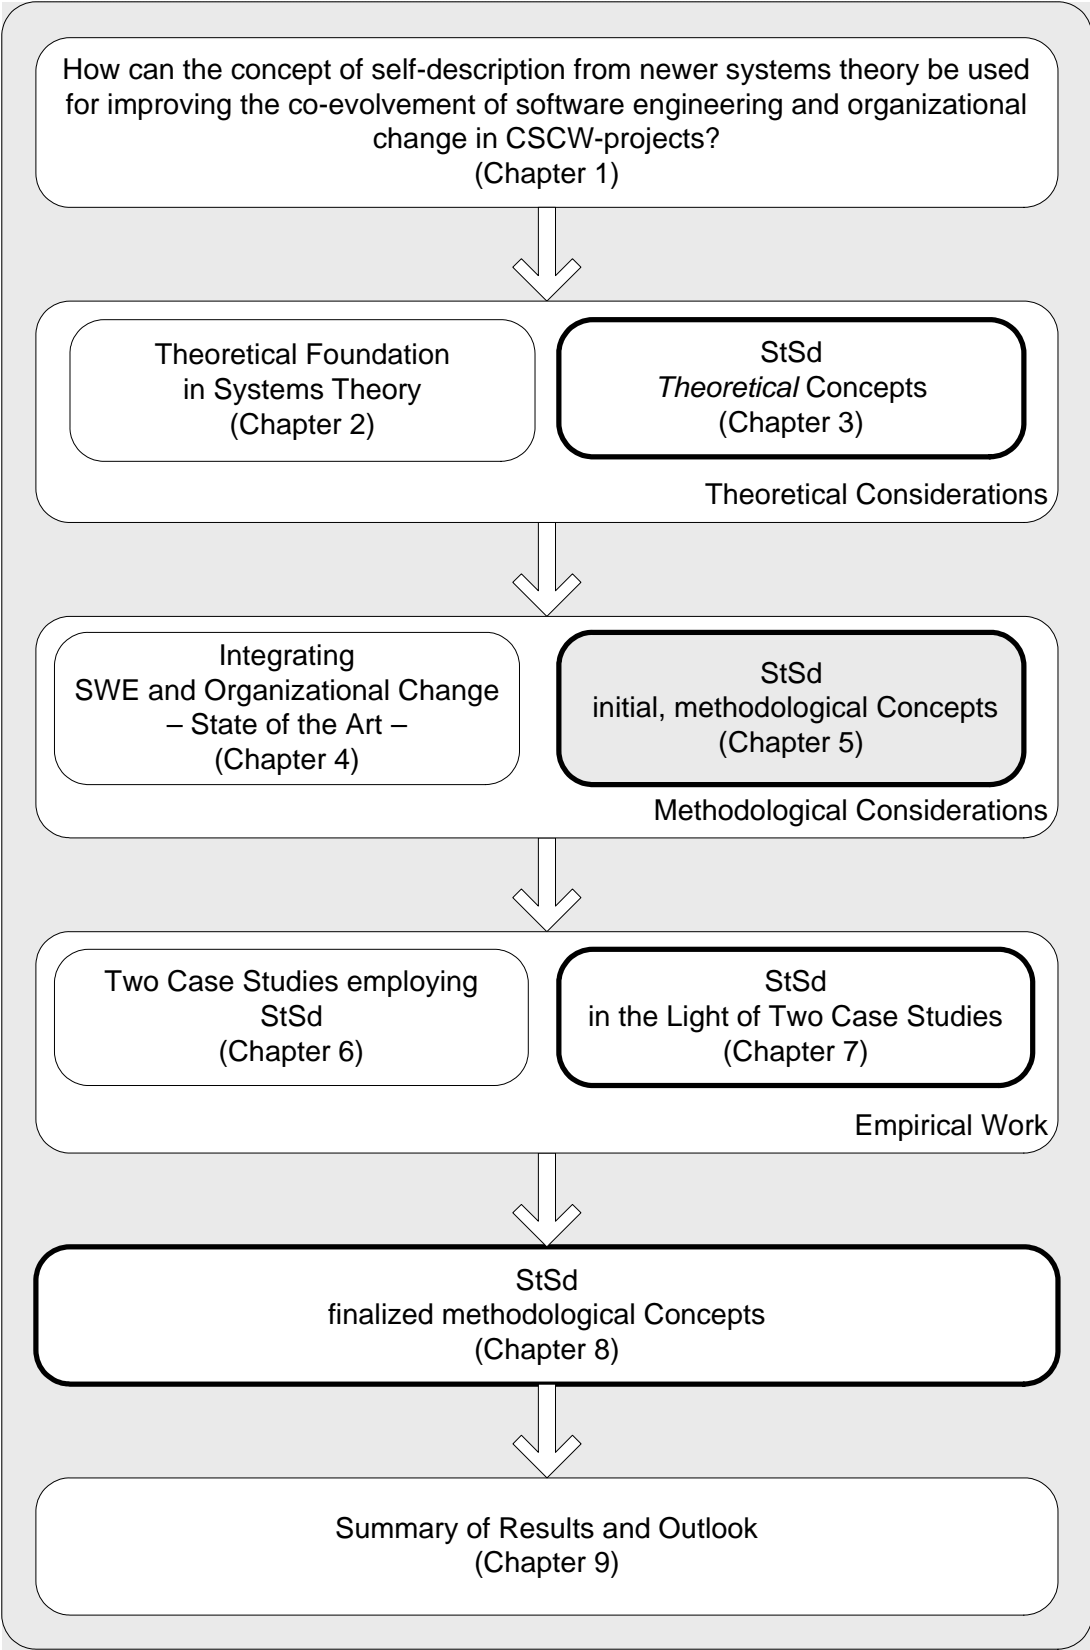 How can the concept of self-description from newer systems theory be used
for improving the co-evolvement of software engineering and organizational
change in CSCW-projects?
(Chapter 1)
Theoretical Foundation
in Systems Theory
(Chapter 2)
StSd
Theoretical Concepts
(Chapter 3)
Theoretical Considerations
Integrating
SWE and Organizational Change
– State of the Art –
(Chapter 4)
StSd
initial, methodological Concepts
(Chapter 5)
Methodological Considerations
Two Case Studies employing
StSd
(Chapter 6)
StSd
in the Light of Two Case Studies
(Chapter 7)
Empirical Work
StSd
finalized methodological Concepts
(Chapter 8)
Summary of Results and Outlook
(Chapter 9)